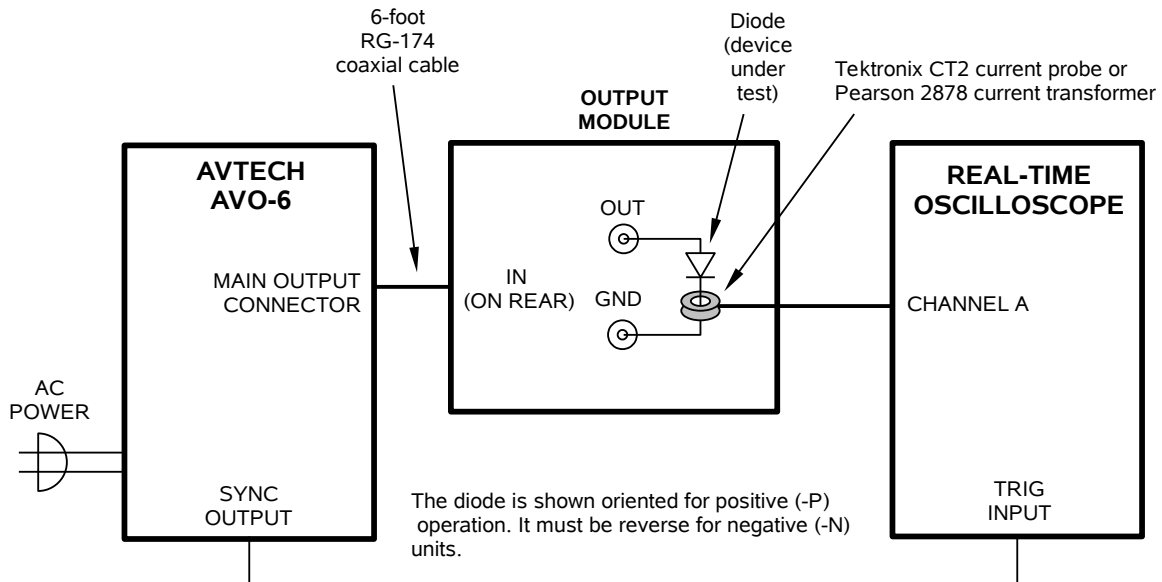 6-foot
RG-174
coaxial cable
Diode
(device
under
test)
Tektronix CT2 current probe or
Pearson 2878 current transformer
OUTPUT
MODULE
AVTECH
AVO-6
REAL-TIME
OSCILLOSCOPE
OUT
MAIN OUTPUT
CONNECTOR
IN
(ON REAR)
GND
CHANNEL A
AC
POWER
SYNC
OUTPUT
The diode is shown oriented for positive (-P)
operation. It must be reverse for negative (-N)
units.
TRIG
INPUT